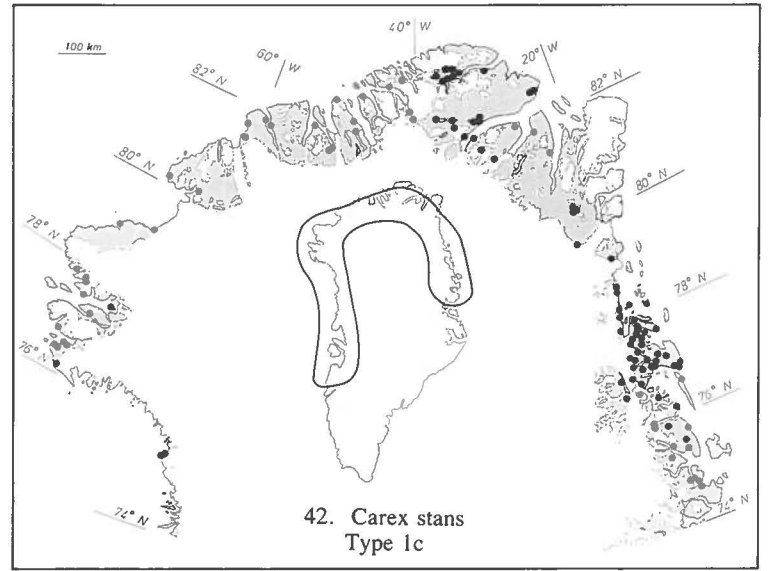 40° W
100 km
60° W
20° W
82° N
82° N
80° N
80° N
78° N
78° N
76° N
76° N
74° N
74° N
42. Carex stans
Type 1c